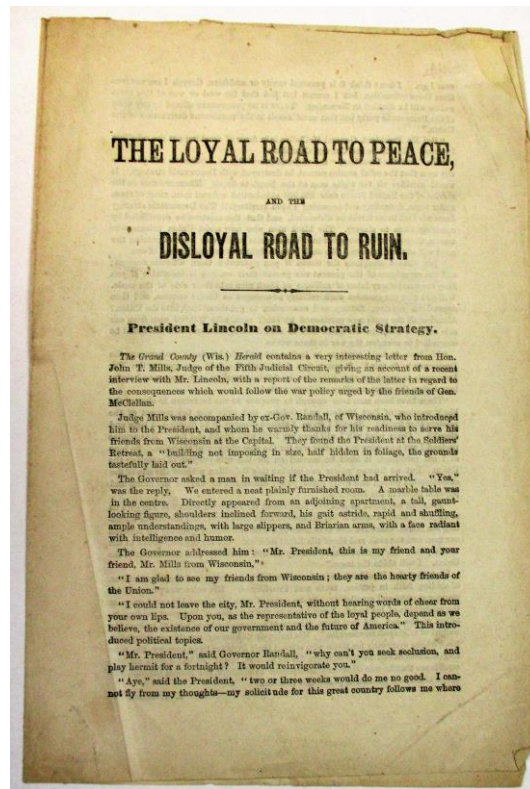 THE LOYAL ROAD TO PEACE,
AND THE
DISLOYAL ROAD TO RUIN.
President Lincoln on Democratic Strategy.
The Grand County (Wis.) Herald contains a very interesting letter from Hon.
John T. Mills, Judge of the Fifth Judicial Circuit, giving an account of a recent
interview with Mr. Lincoln, with a report of the remarks of the latter in regard to
the consequences which would follow the war policy urged by the friends of Gen.
McClellan.
Judge Mills was accompanied by ex-Gov. Randall, of Wisconsin, who introduced
him to the President, and whom he warmly thanks for his readiness to serve his
friends from Wisconsin at the Capital. They found the President at the Soldiers'
Retreat, a "building not imposing in size, half hidden in foliage, the grounds
tastefully laid out."
The Governor asked a man in waiting if the President had arrived. "Yes,"
was the reply, We entered a neat plainly furnished room. A marble table was
in the centre. Directly appeared from an adjoining apartment, a tall, gaunt-
looking figure, shoulders inclined forward, his gait astride, rapid and shuffling,
ample understandings, with large slippers, and Briarian arms, with a face radiant
with intelligence and humor.
The Governor addressed him: "Mr. President, this is my friend and your
friend, Mr. Mills from Wisconsin,"
"I am glad to see my friends from Wisconsin; they are the hearty friends of
the Union."
"I could not leave the city, Mr. President, without hearing words of cheer from
your own lips. Upon you, as the representative of the loyal people, depend as we
believe, the existence of our government and the future of America." This intro-
duced political topics.
"Mr. President," said Governor Randall, "why can't you seek seclusion, and
play hermit for a fortnight? It would reinvigorate you."
"Aye," said the President, "two or three weeks would do me no good. I can-
not fly from my thoughts—my solicitude for this great country follows me where